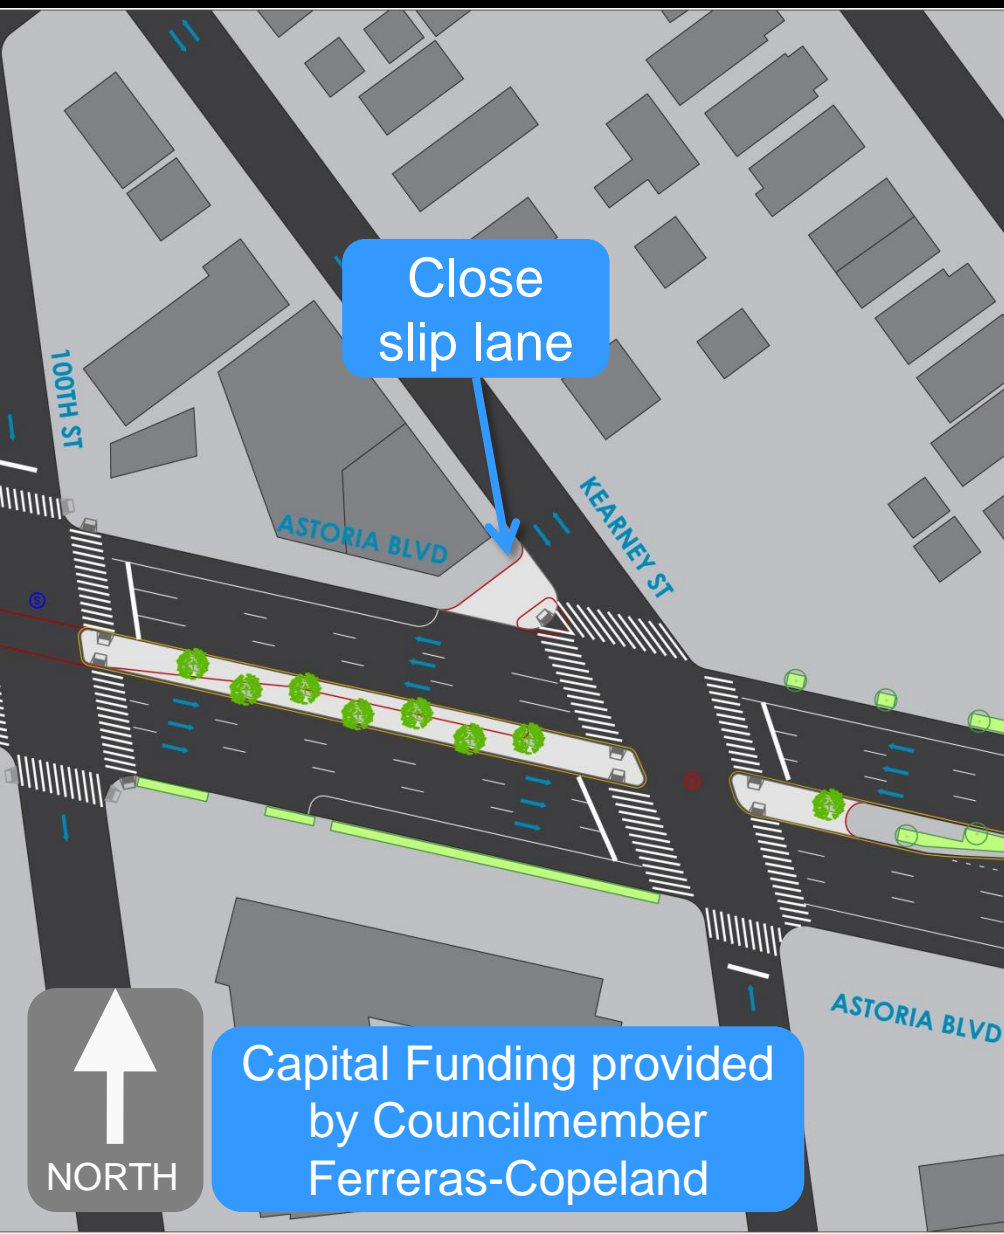 Close
slip lane
100TH ST
KEARNEY ST
ASTORIA BLVD
S
S
ASTORIA BLVD
NORTH
Capital Funding provided
by Councilmember
Ferreras-Copeland